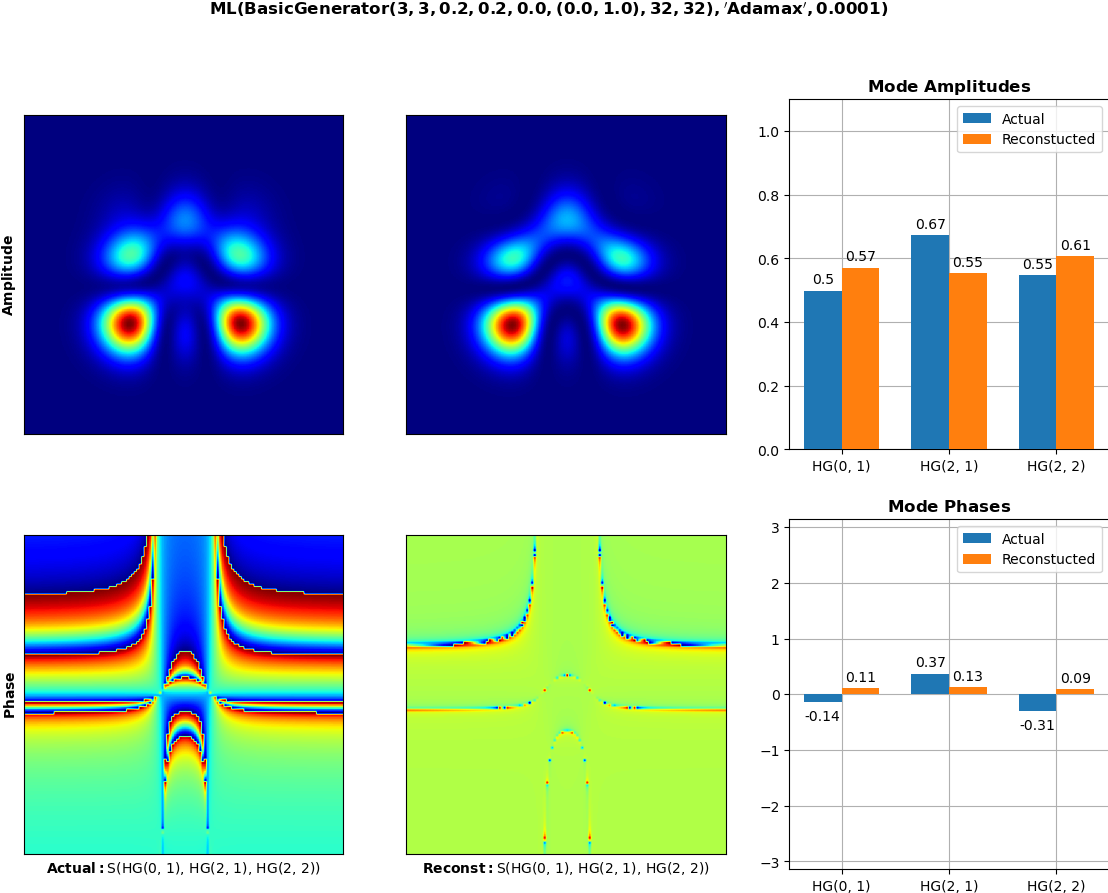 ML(BasicGenerator(3, 3, 0.2, 0.2, 0.0, (0.0, 1.0), 32, 32), ′Adamax′, 0.0001)
Amplitude
Mode Amplitudes
Actual
Reconstucted
1.0
0.8
0.6
0.4
0.2
0.0
0.5
0.57
0.67
0.55
0.55
0.61
HG(0, 1)
HG(2, 1)
HG(2, 2)
Phase
Actual: S(HG(0, 1), HG(2, 1), HG(2, 2))
Reconst: S(HG(0, 1), HG(2, 1), HG(2, 2))
Mode Phases
Actual
Reconstucted
3
2
1
0
−1
−2
−3
-0.14
0.11
0.37
0.13
-0.31
0.09
HG(0, 1)
HG(2, 1)
HG(2, 2)